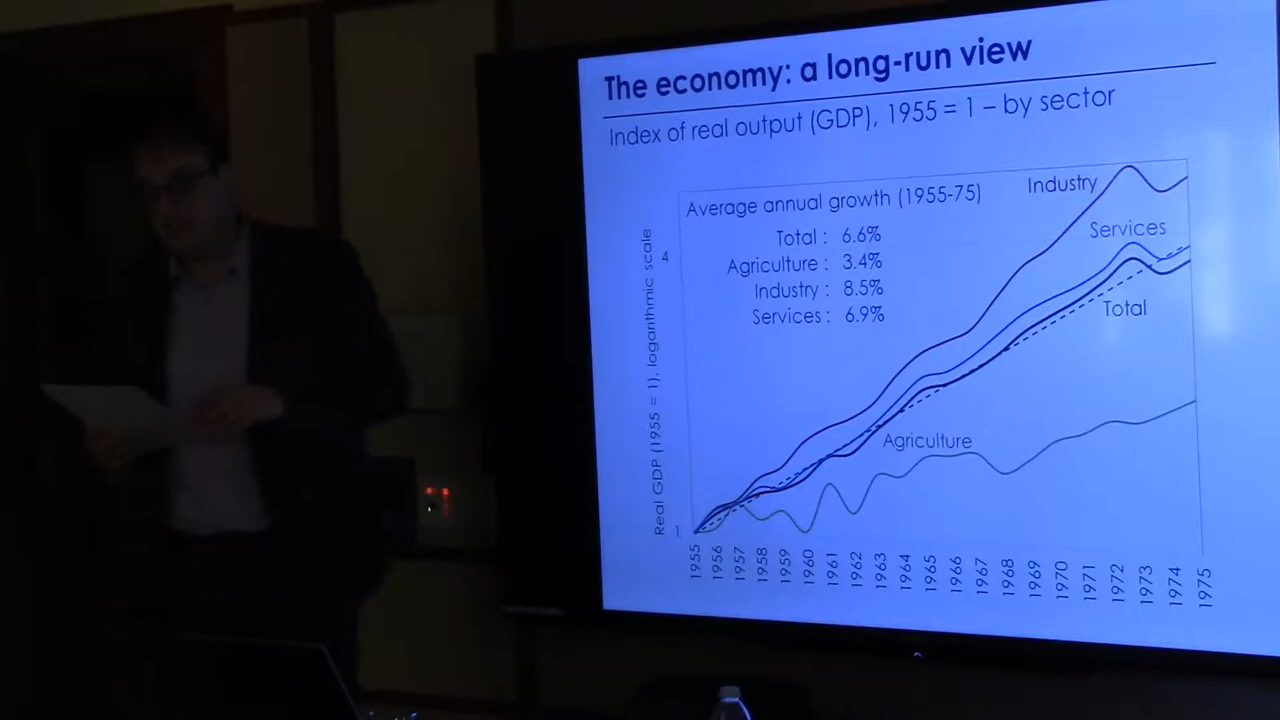 The economy: a long-run view
Index of real output (GDP), 1955 = 1 – by sector
Average annual growth (1955-75)
Total : 6.6%
Agriculture : 3.4%
Industry : 8.5%
Services : 6.9%
Industry
Services
Total
Agriculture
Real GDP (1955 = 1), logarithmic scale
4
1
1955
1956
1957
1958
1959
1960
1961
1962
1963
1964
1965
1966
1967
1968
1969
1970
1971
1972
1973
1974
1975